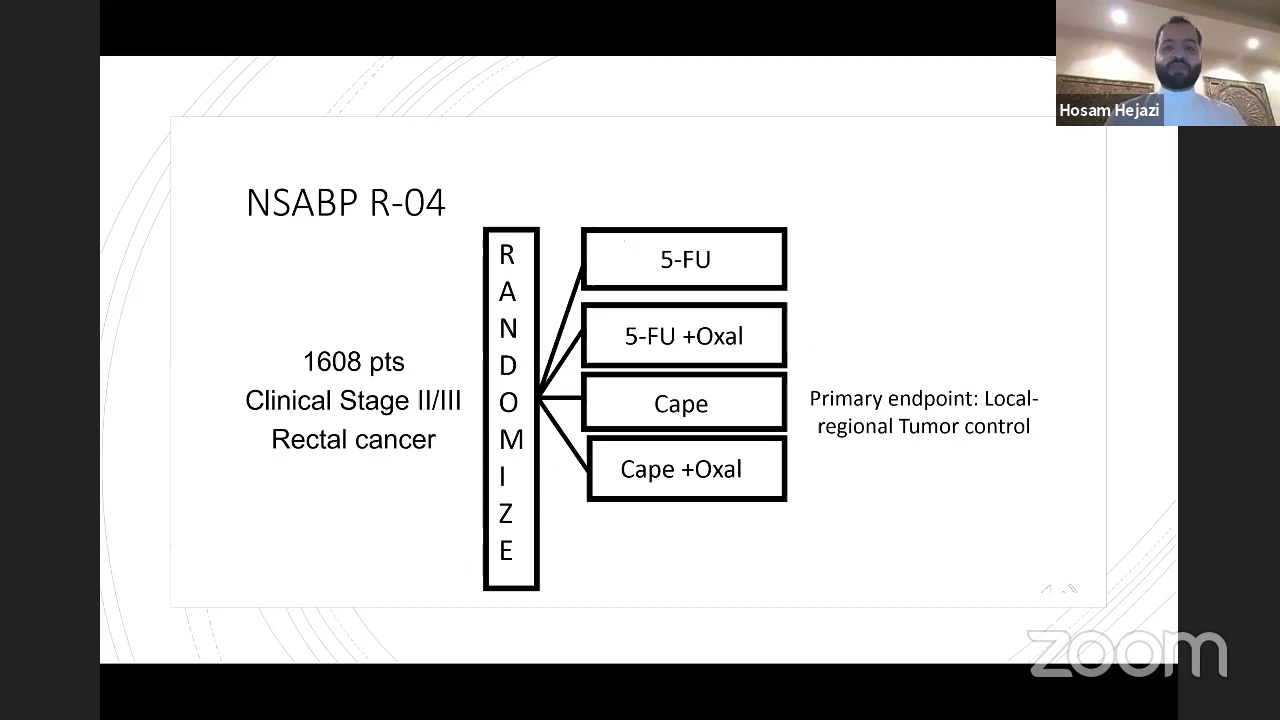 Hosam Hejazi
NSABP R-04
1608 pts
Clinical Stage II/III
Rectal cancer
R
A
N
D
O
M
I
Z
E
5-FU
5-FU +Oxal
Cape
Cape +Oxal
Primary endpoint: Local-
regional Tumor control
zoom